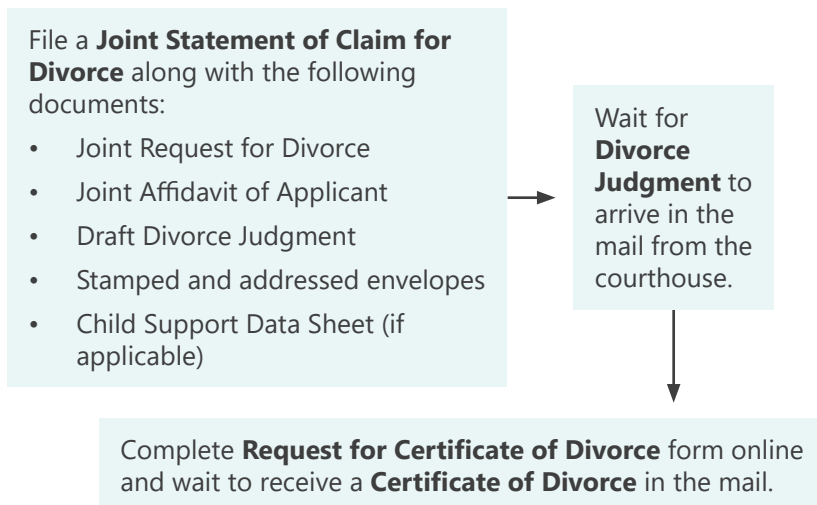 File a Joint Statement of Claim for
Divorce along with the following
documents:
• Joint Request for Divorce
• Joint Affidavit of Applicant
• Draft Divorce Judgment
• Stamped and addressed envelopes
• Child Support Data Sheet (if
applicable)
Wait for
Divorce
Judgment to
arrive in the
mail from the
courthouse.
Complete Request for Certificate of Divorce form online
and wait to receive a Certificate of Divorce in the mail.